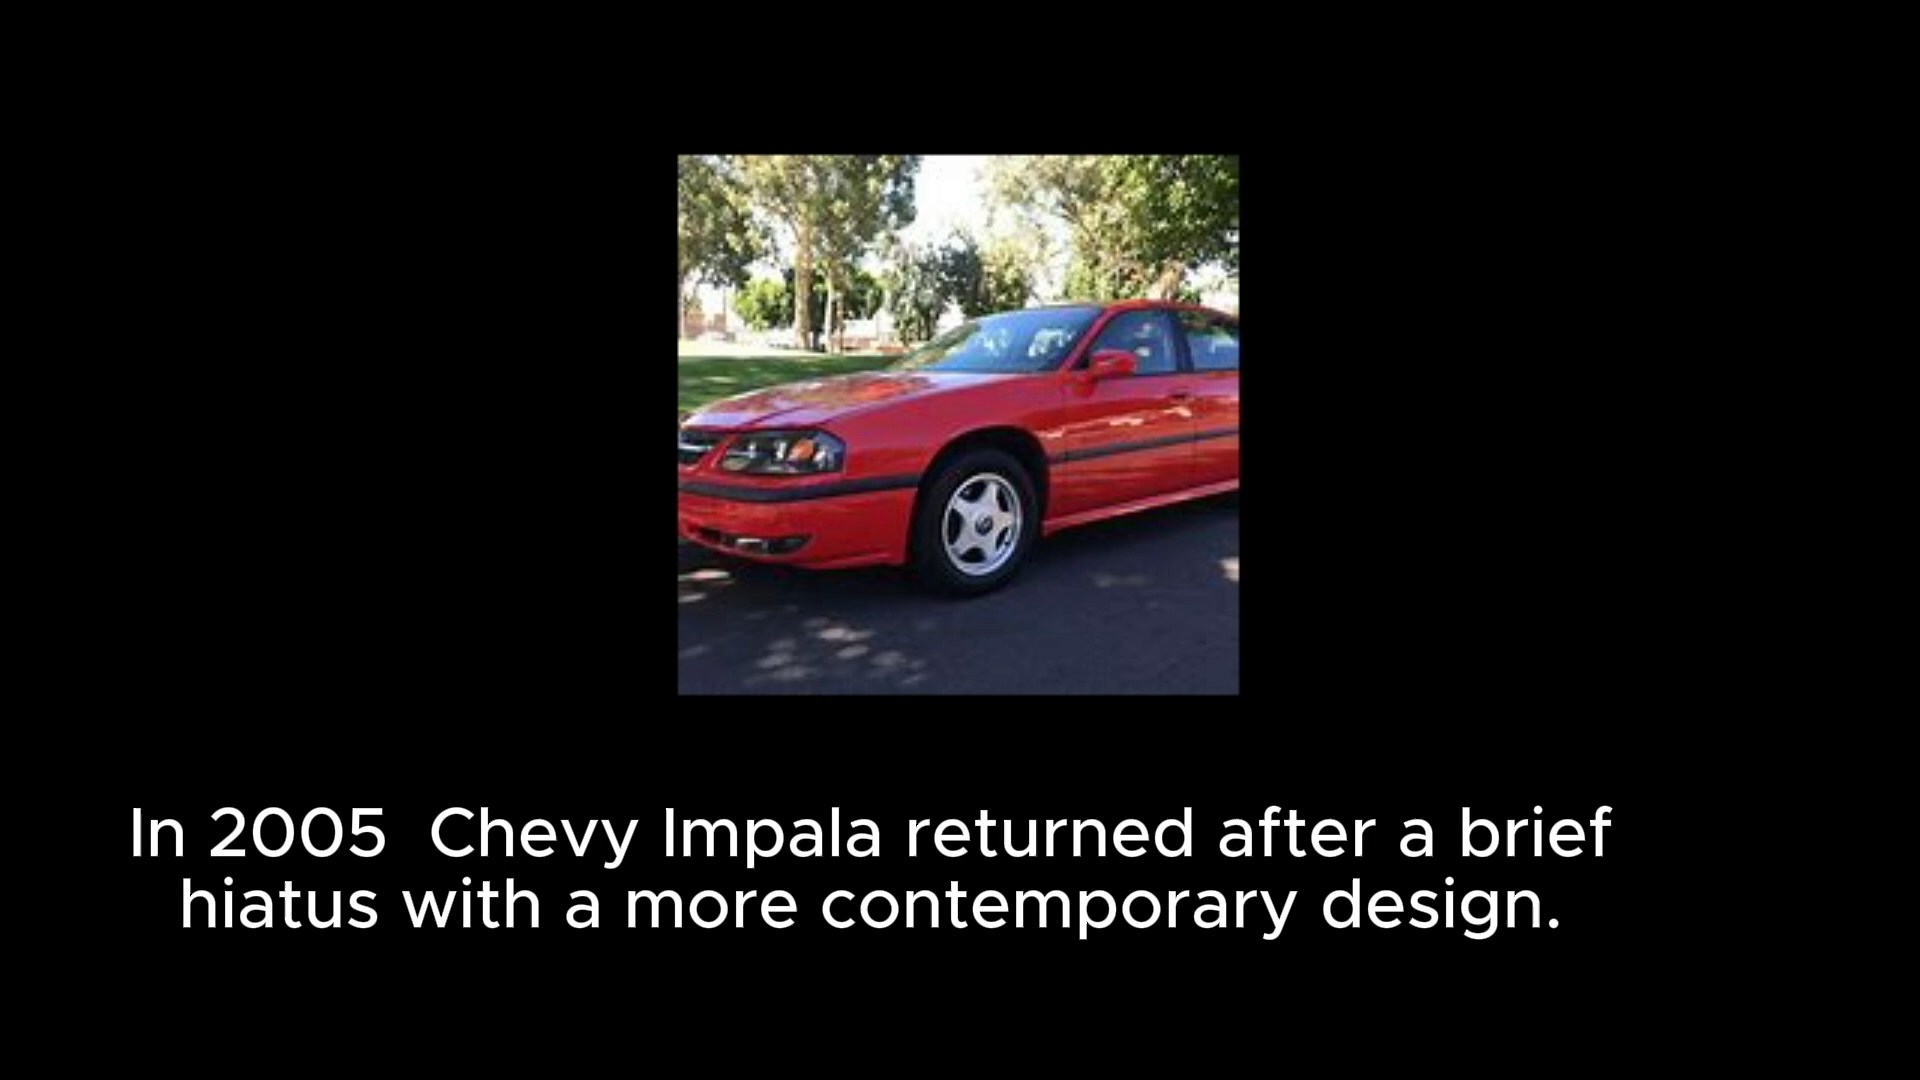 In 2005  Chevy Impala returned after a brief
hiatus with a more contemporary design.